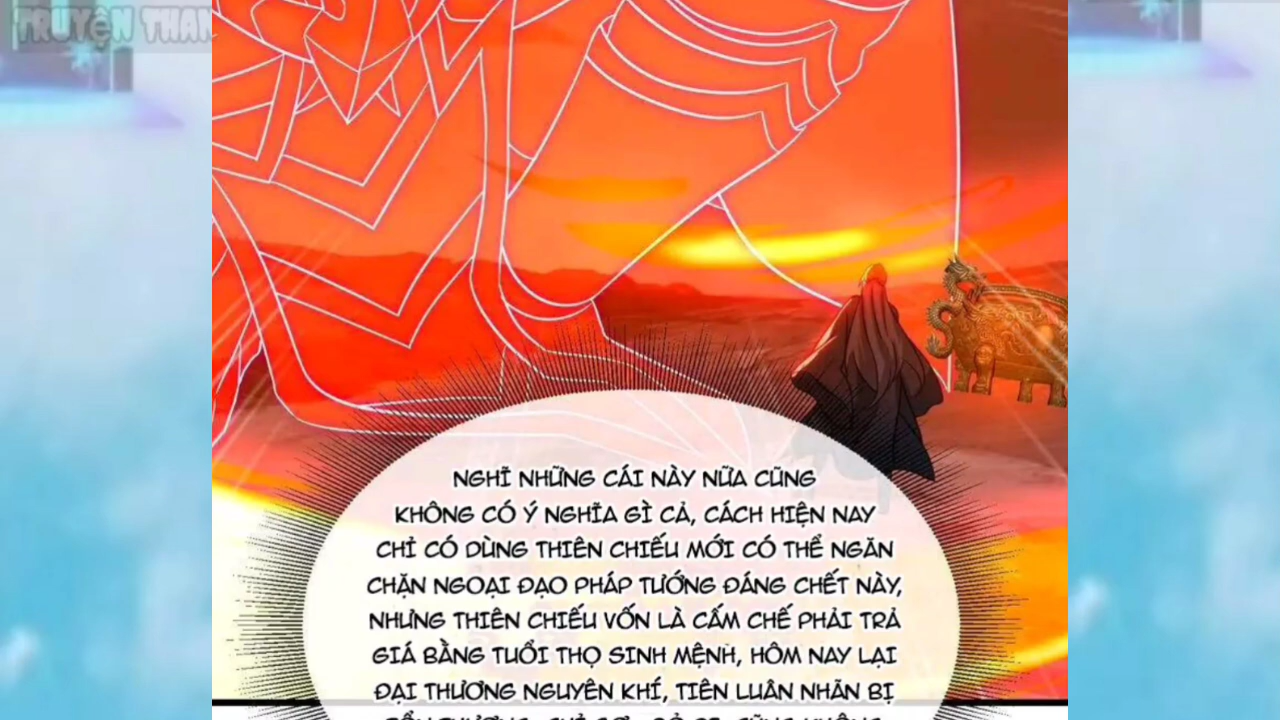 TRUYỆN THAN
NGHĨ NHỮNG CÁI NÀY NỮA CŨNG
KHÔNG CÓ Ý NGHĨA GÌ CẢ, CÁCH HIỆN NAY
CHỈ CÓ DÙNG THIÊN CHIẾU MỚI CÓ THỂ NGĂN
CHẶN NGOẠI ĐẠO PHÁP TƯỚNG ĐÁNG CHẾT NÀY,
NHƯNG THIÊN CHIẾU VỐN LÀ CẤM CHẾ PHẢI TRẢ
GIÁ BẰNG TUỔI THỌ SINH MỆNH, HÔM NAY LẠI
ĐẠI THƯƠNG NGUYÊN KHÍ, TIÊN LUÂN NHÃN BỊ